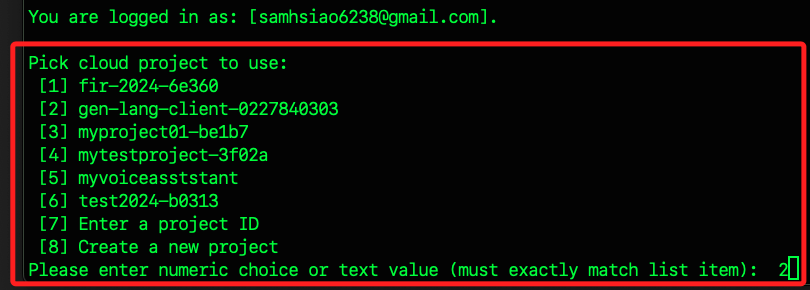 You are logged in as: [samhsiao6238@gmail.com].
Pick cloud project to use:
[1] fir-2024-6e360
[2] gen-lang-client-0227840303
[3] myproject01-be1b7
[4] mytestproject-3f02a
[5] myvoiceasststant
[6] test2024-b0313
[7] Enter a project ID
[8] Create a new project
Please enter numeric choice or text value (must exactly match list item):  2